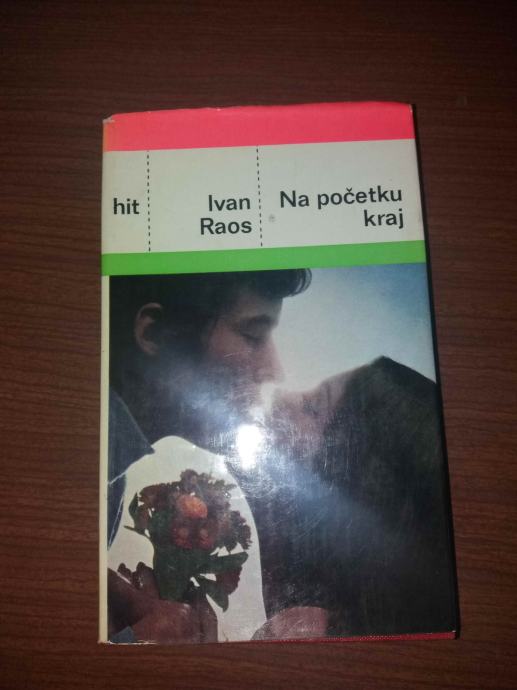 hit
Ivan
Raos
Na početku
kraj